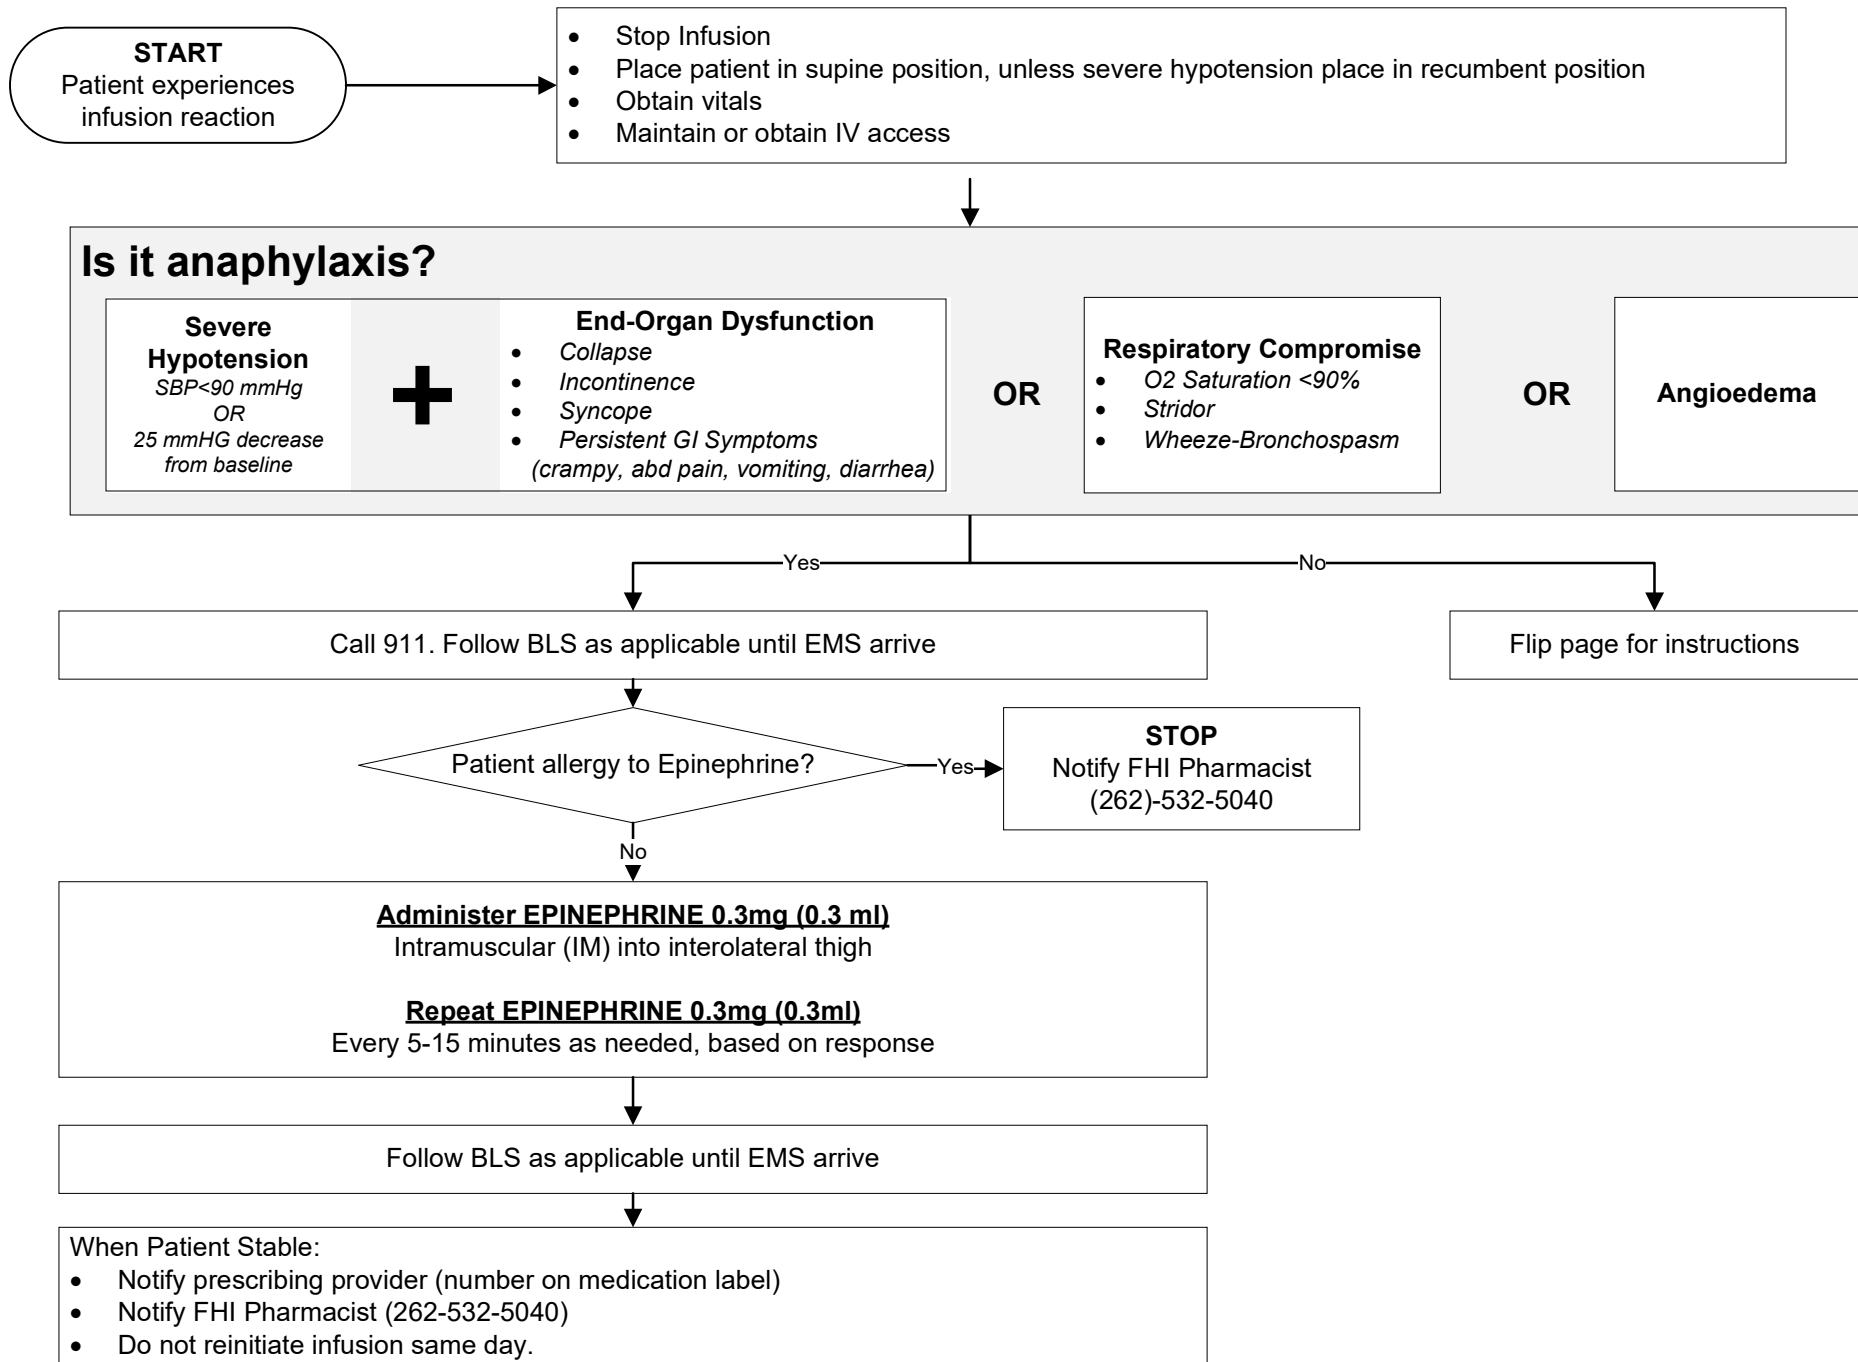 START
Patient experiences
infusion reaction
• Stop Infusion
• Place patient in supine position, unless severe hypotension place in recumbent position
• Obtain vitals
• Maintain or obtain IV access
Is it anaphylaxis?
Severe
Hypotension
SBP<90 mmHg
OR
25 mmHG decrease
from baseline
+
End-Organ Dysfunction
• Collapse
• Incontinence
• Syncope
• Persistent GI Symptoms
(crampy, abd pain, vomiting, diarrhea)
OR
Respiratory Compromise
• O2 Saturation <90%
• Stridor
• Wheeze-Bronchospasm
OR
Angioedema
Yes
No
Call 911. Follow BLS as applicable until EMS arrive
Flip page for instructions
Patient allergy to Epinephrine?
Yes
STOP
Notify FHI Pharmacist
(262)-532-5040
No
Administer EPINEPHRINE 0.3mg (0.3 ml)
Intramuscular (IM) into interolateral thigh
Repeat EPINEPHRINE 0.3mg (0.3ml)
Every 5-15 minutes as needed, based on response
Follow BLS as applicable until EMS arrive
When Patient Stable:
• Notify prescribing provider (number on medication label)
• Notify FHI Pharmacist (262-532-5040)
• Do not reinitiate infusion same day.